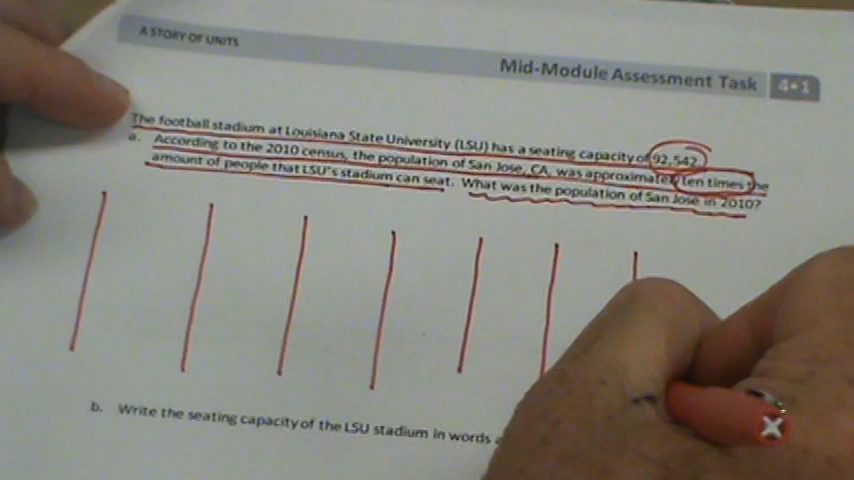 A STORY OF UNITS
Mid-Module Assessment Task 4•1
The football stadium at Louisiana State University (LSU) has a seating capacity of 92,542
a. According to the 2010 census, the population of San Jose, CA, was approximately ten times the
amount of people that LSU's stadium can seat. What was the population of San Jose in 2010?
b. Write the seating capacity of the LSU stadium in words